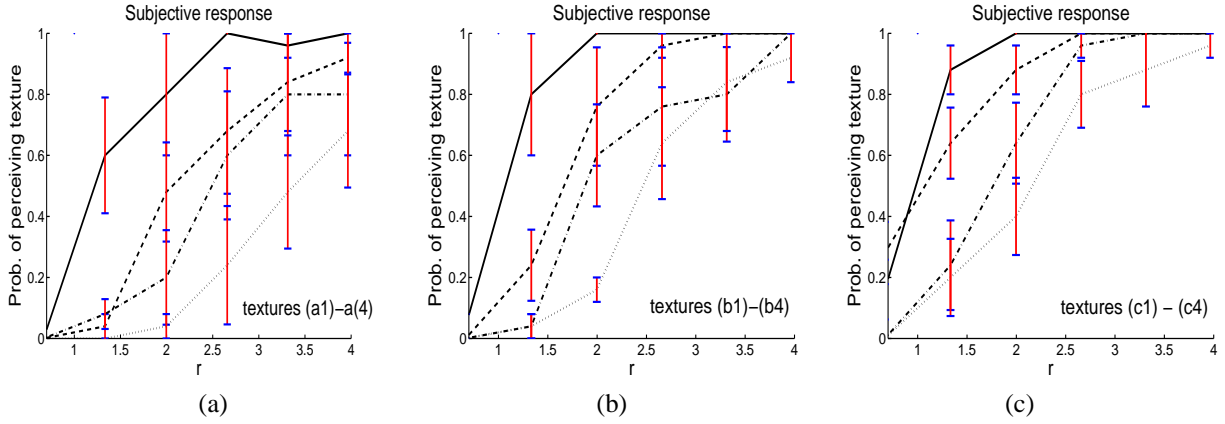 Subjective response
Prob. of perceiving texture
1
0.8
0.6
0.4
0.2
0
textures (a1)−a(4)
1 1.5 2 2.5 3 3.5 4
r
(a)
Subjective response
Prob. of perceiving texture
1
0.8
0.6
0.4
0.2
0
textures (b1)−(b4)
1 1.5 2 2.5 3 3.5 4
r
(b)
Subjective response
Prob. of perceiving texture
1
0.8
0.6
0.4
0.2
0
textures (c1) − (c4)
1 1.5 2 2.5 3 3.5 4
r
(c)